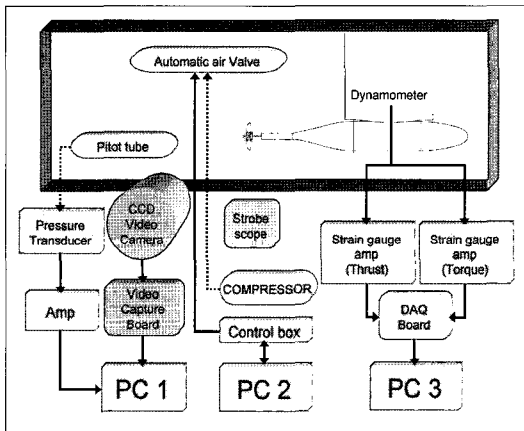 Automatic air Valve
Dynamometer
Pitot tube
CCD
Video
Camera
Strobe
scope
Pressure
Transducer
Strain gauge
amp
(Thrust)
Strain gauge
amp
(Torque)
COMPRESSOR
Video
Capture
Board
Amp
Control box
DAQ
Board
PC 1
PC 2
PC 3